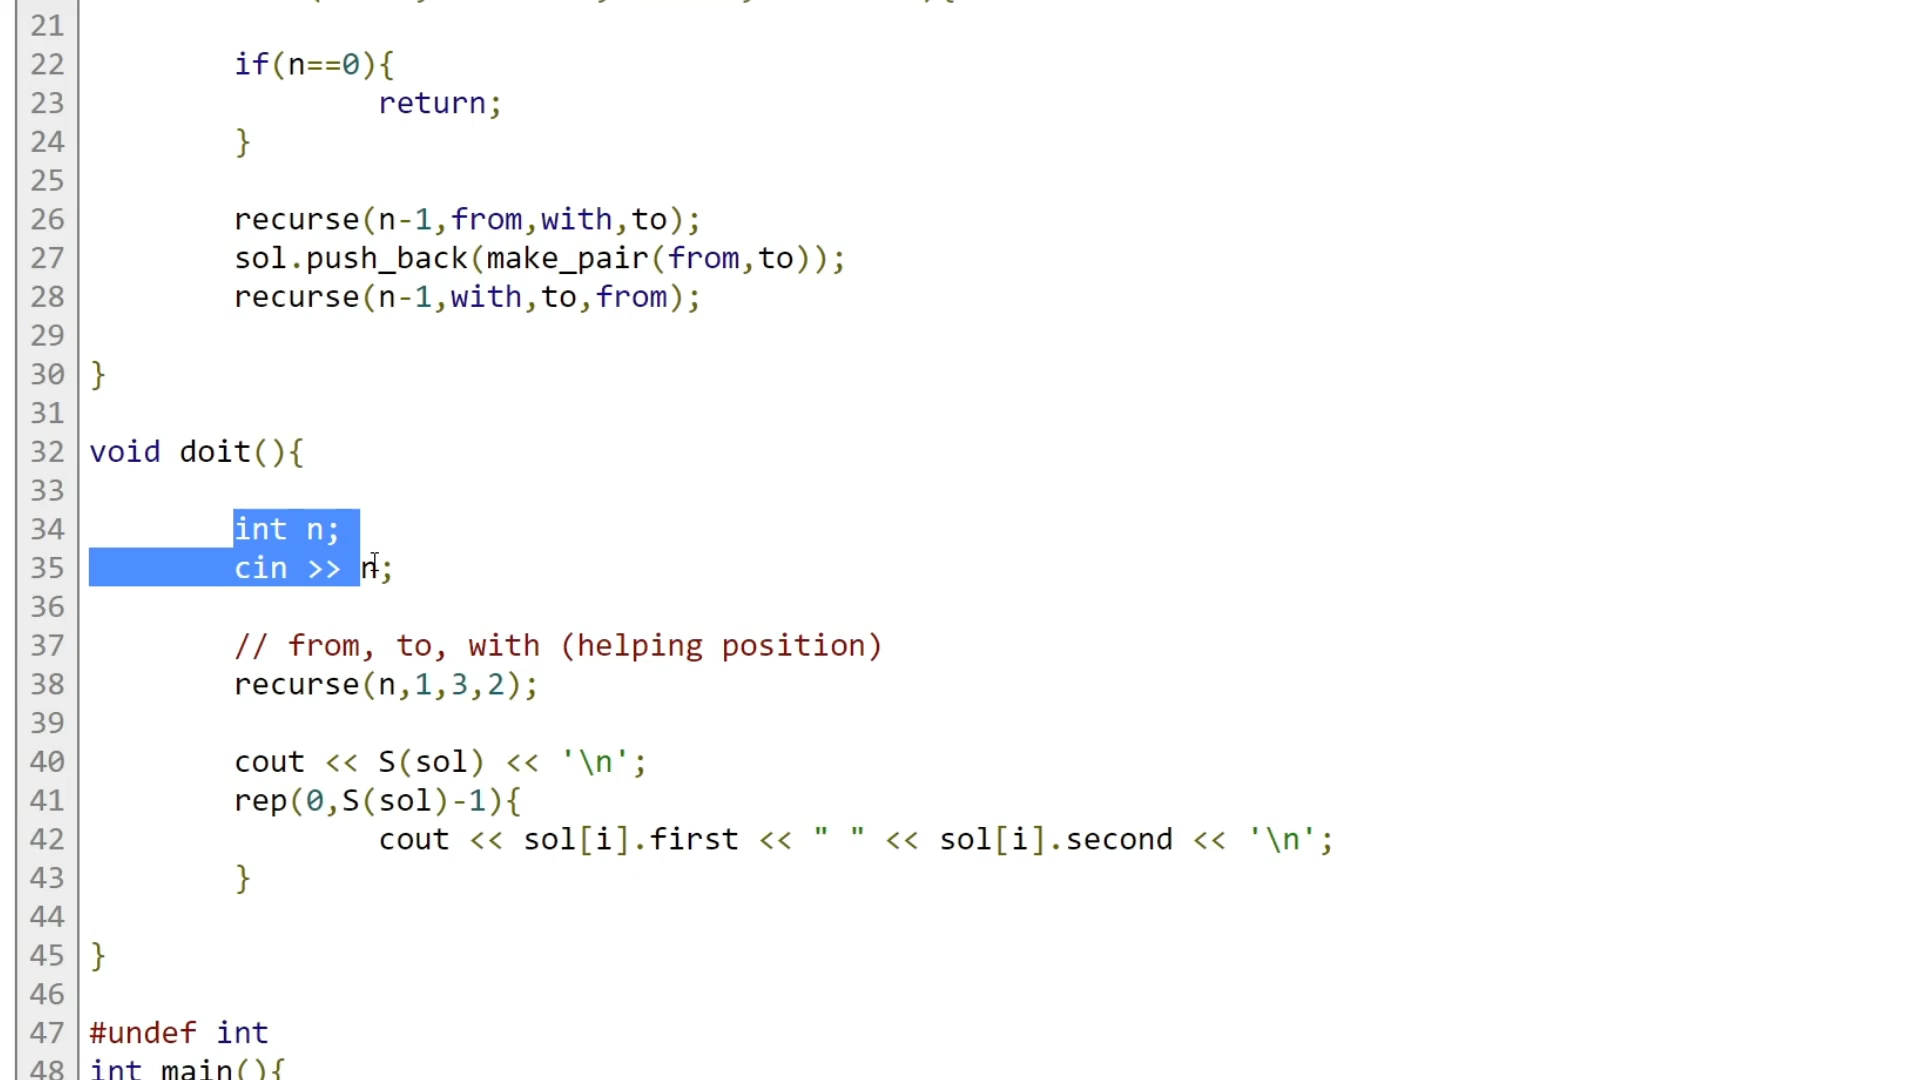 21
22 if(n==0){
23 return;
24 }
25
26 recurse(n-1,from,with,to);
27 sol.push_back(make_pair(from,to));
28 recurse(n-1,with,to,from);
29
30 }
31
32 void doit(){
33
34 int n;
35 cin >> n;
36
37 // from, to, with (helping position)
38 recurse(n,1,3,2);
39
40 cout << S(sol) << '\n';
41 rep(0,S(sol)-1){
42 cout << sol[i].first << " " << sol[i].second << '\n';
43 }
44
45 }
46
47 #undef int
48 int main(){